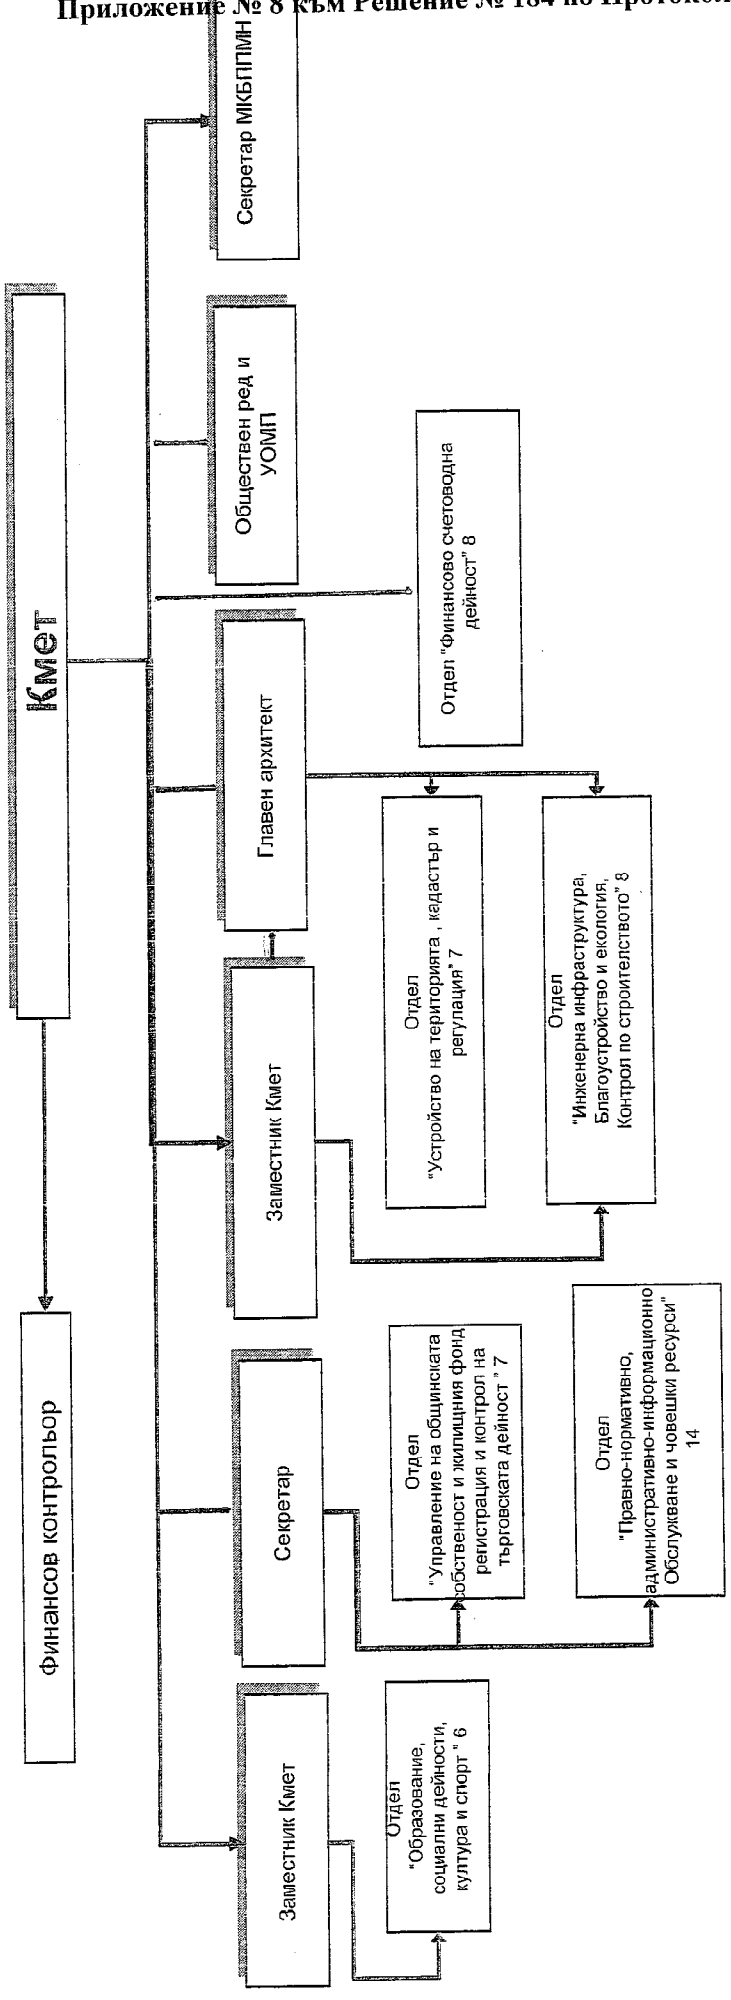 Приложение № 8 към Решение № 184 по
Кмет
Финансов контрольор
Заместник Кмет
Секретар
Заместник Кмет
Главен архитект
Обществен ред и
УОМП
Секретар МКБППМН
Отдел
"Образование,
социални дейности,
култура и спорт " 6
Отдел
"Управление на общинската
собственост и жилищния фонд
регистрация и контрол на
търговската дейност " 7
Отдел
"Правно-нормативно,
административно-информационно
Обслужване и човешки ресурси"
14
Отдел
"Устройство на територията , кадастър и
регулация" 7
Отдел
"Инженерна инфраструктура,
Благоустройство и екология,
Контрол по строителството" 8
Отдел "Финансово счетоводна
дейност" 8